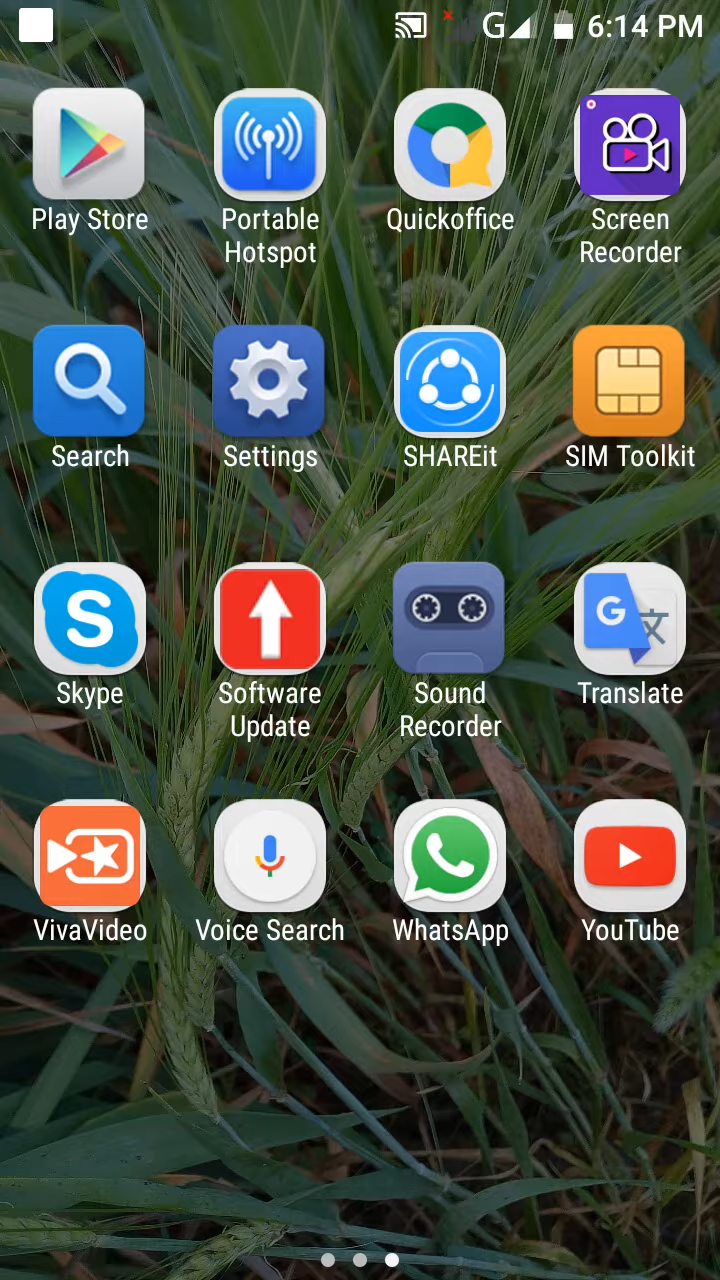 G 6:14 PM
Play Store Portable Quickoffice Screen
Hotspot Recorder
Search Settings SHAREit SIM Toolkit
S G 文
Skype Software Sound Translate
Update Recorder
VivaVideo Voice Search WhatsApp YouTube